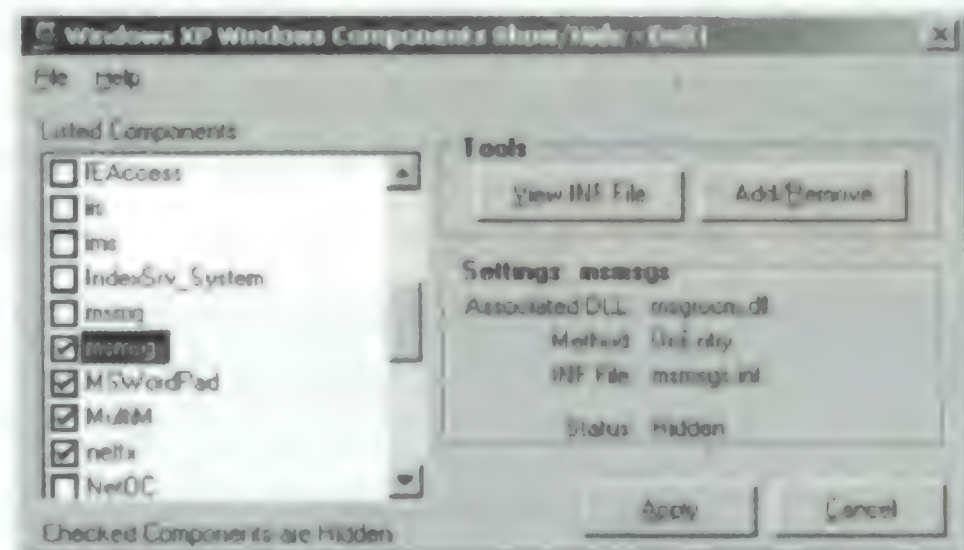 Windows XP Windows Components Show/Hide
File Help
Listed Components
IEAccess
iis
ims
IndexSrv_System
msmq
msmsg
MSWordPad
MultiM
netfx
NetOC
Checked Components are Hidden
Tools
View INF File
Add/Remove
Settings: msmsgs
Associated DLL: msgrocm.dll
Method: OcEntry
INF File: msmsgs.inf
Status: Hidden
Apply
Cancel